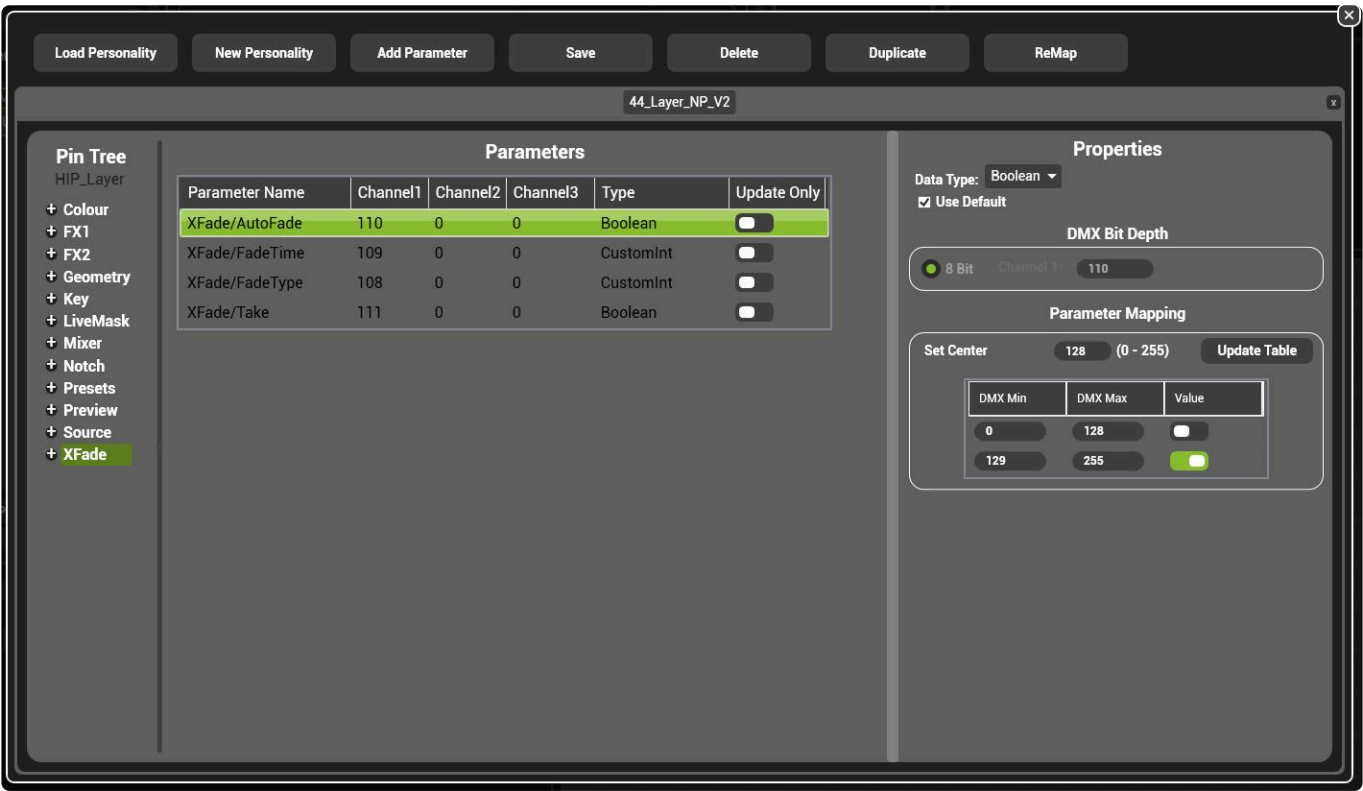 Load Personality New Personality Add Parameter Save Delete Duplicate ReMap
44_Layer_NP_V2
x
Pin Tree
HIP_Layer
+ Colour
+ FX1
+ FX2
+ Geometry
+ Key
+ LiveMask
+ Mixer
+ Notch
+ Presets
+ Preview
+ Source
+ XFade
Parameters
Parameter Name Channel1 Channel2 Channel3 Type Update Only
XFade/AutoFade 110 0 0 Boolean
XFade/FadeTime 109 0 0 CustomInt
XFade/FadeType 108 0 0 CustomInt
XFade/Take 111 0 0 Boolean
Properties
Data Type: Boolean
Use Default
DMX Bit Depth
8 Bit Channel 1: 110
Parameter Mapping
Set Center 128 (0 - 255) Update Table
DMX Min DMX Max Value
0 128
129 255